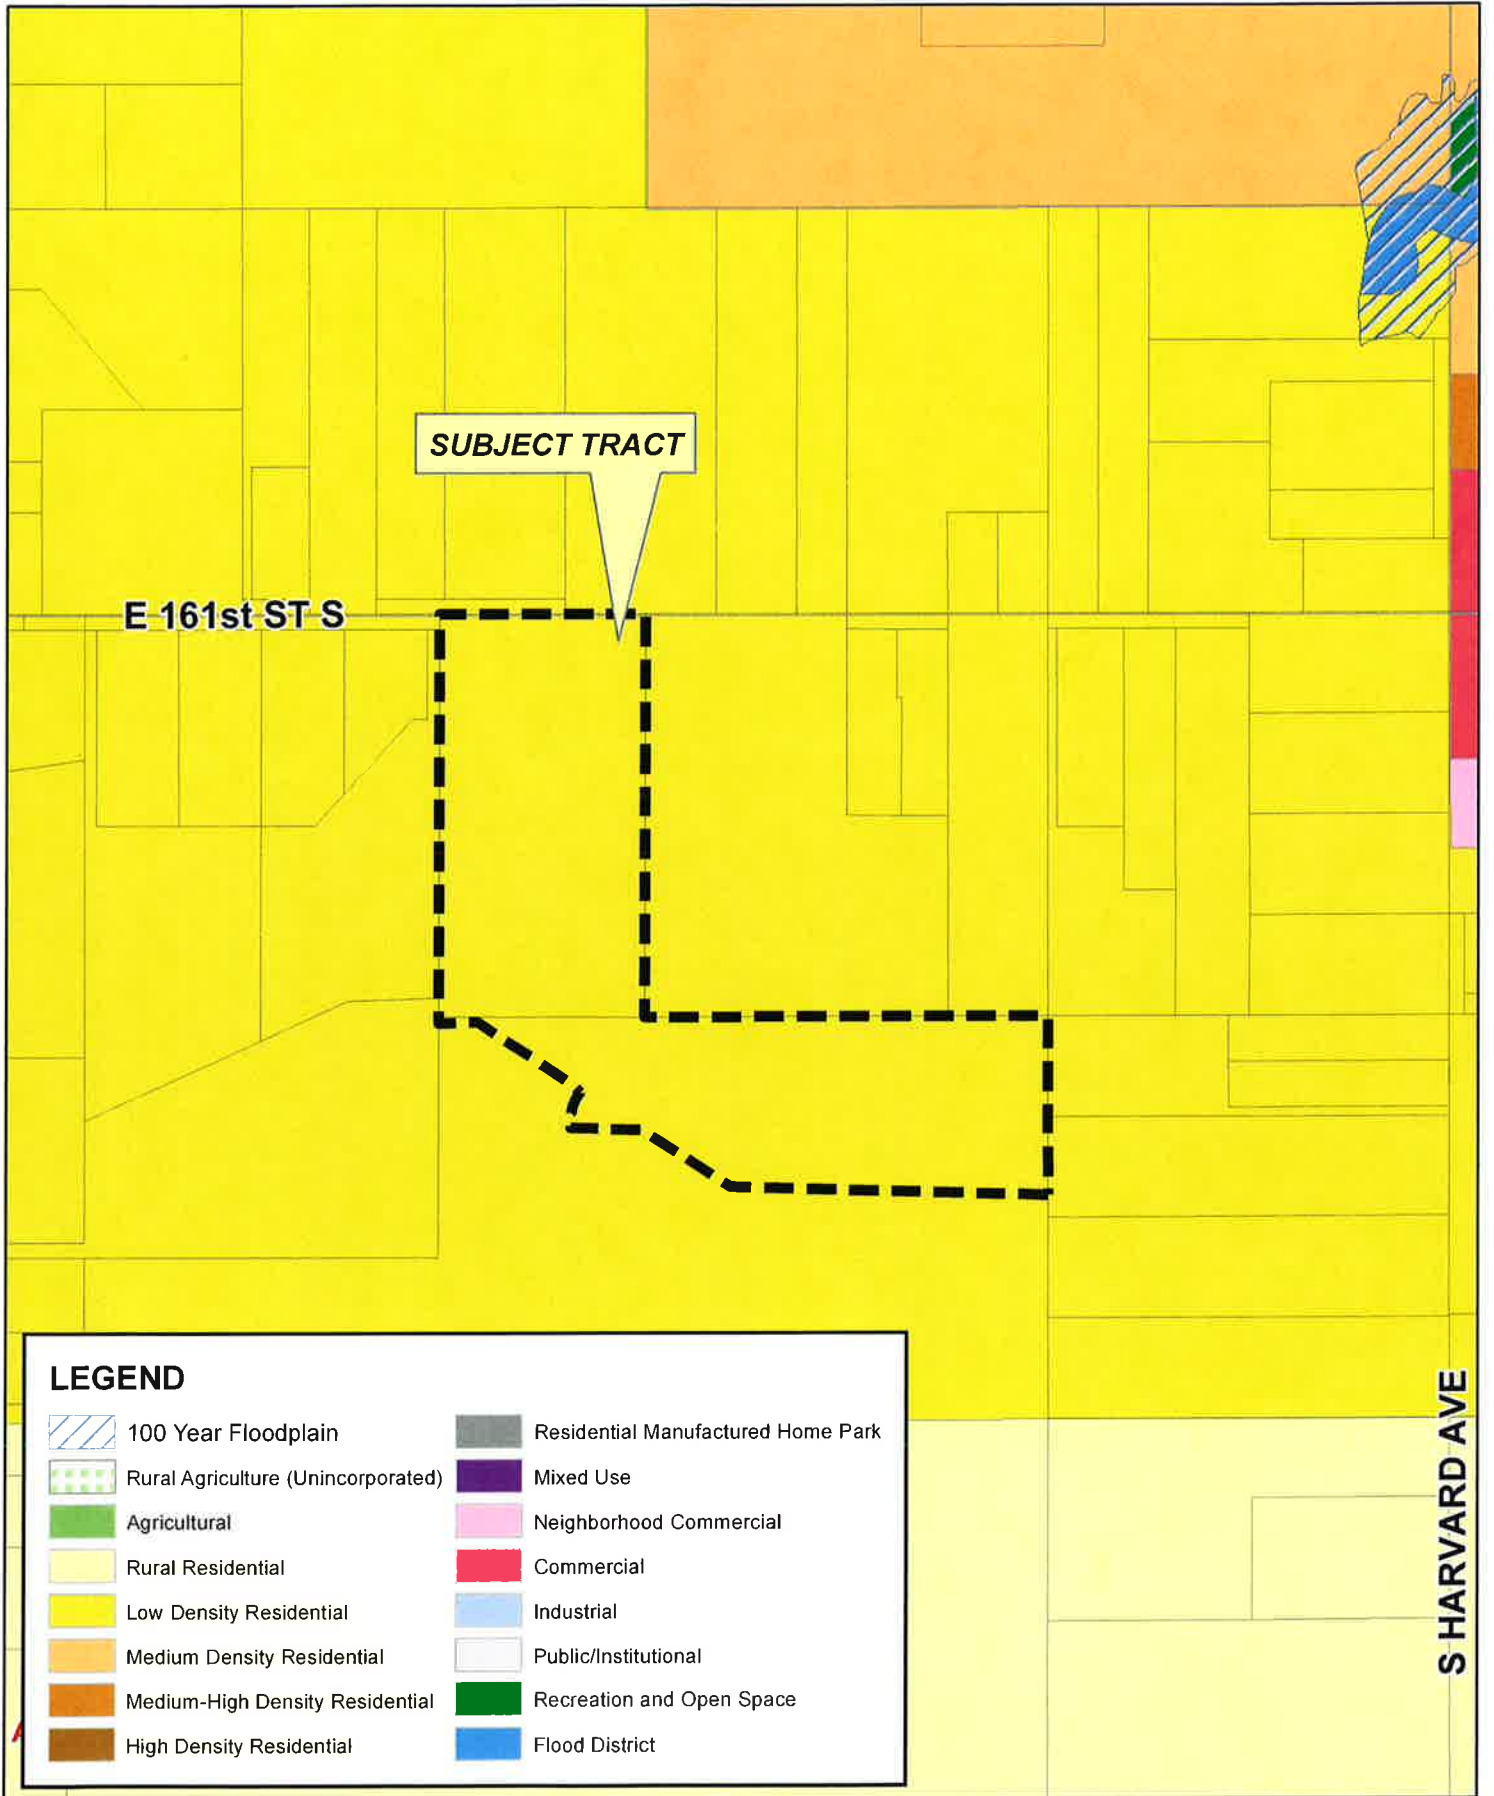 SUBJECT TRACT
E 161st ST S
S HARVARD AVE
LEGEND
100 Year Floodplain
Rural Agriculture (Unincorporated)
Agricultural
Rural Residential
Low Density Residential
Medium Density Residential
Medium-High Density Residential
High Density Residential
Residential Manufactured Home Park
Mixed Use
Neighborhood Commercial
Commercial
Industrial
Public/Institutional
Recreation and Open Space
Flood District